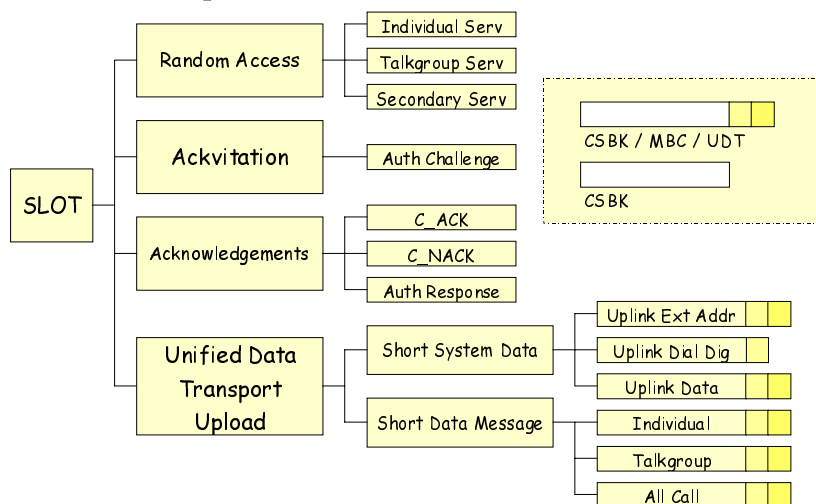 SLOT
Random Access
Individual Serv
Talkgroup Serv
Secondary Serv
Ackvitation
Auth Challenge
Acknowledgements
C_ACK
C_NACK
Auth Response
Unified Data
Transport
Upload
Short System Data
Uplink Ext Addr
Uplink Dial Dig
Uplink Data
Short Data Message
Individual
Talkgroup
All Call
CSBK / MBC / UDT
CSBK